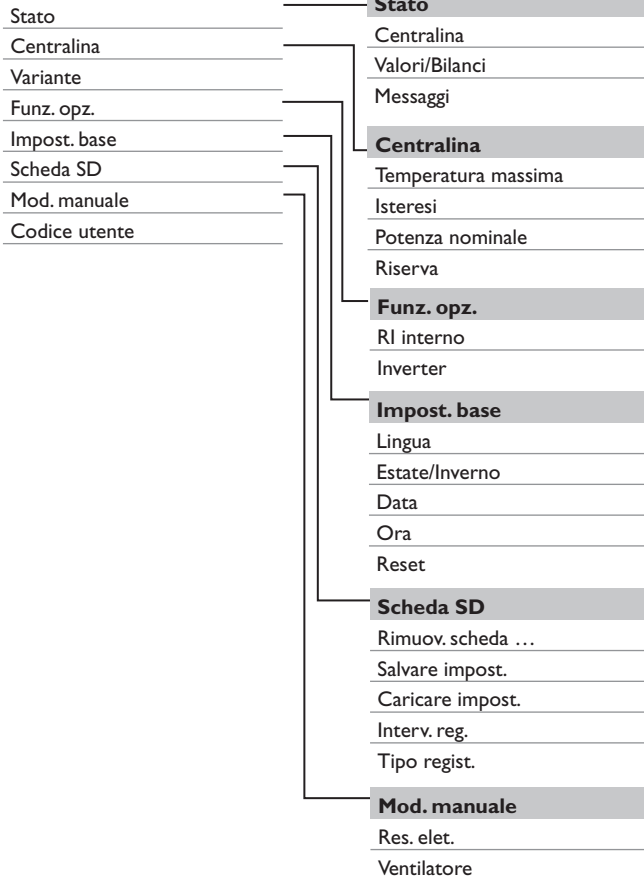 Stato
Centralina
Variante
Funz. opz.
Impost. base
Scheda SD
Mod. manuale
Codice utente
Stato
Centralina
Valori/Bilanci
Messaggi
Centralina
Temperatura massima
Isteresi
Potenza nominale
Riserva
Funz. opz.
RI interno
Inverter
Impost. base
Lingua
Estate/Inverno
Data
Ora
Reset
Scheda SD
Rimuov. scheda …
Salvare impost.
Caricare impost.
Interv. reg.
Tipo regist.
Mod. manuale
Res. elet.
Ventilatore